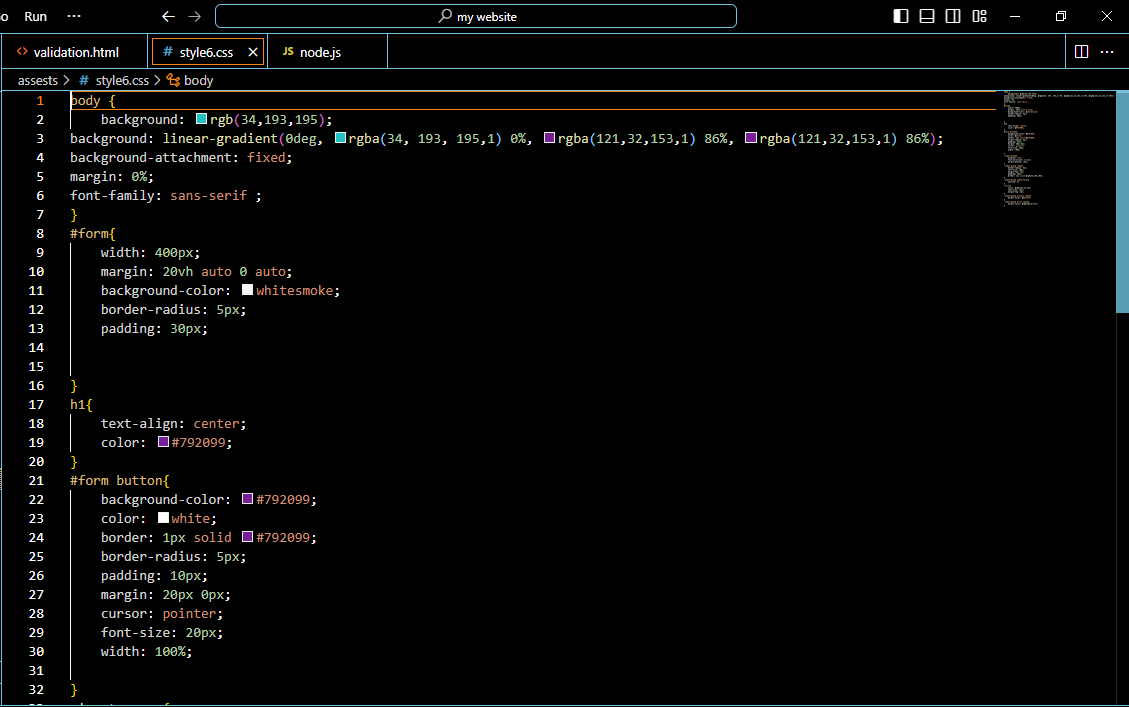 Run ···
my website
validation.html # style6.css JS node.js
assests > # style6.css > body
1 body {
2 background: rgb(34,193,195);
3 background: linear-gradient(0deg, rgba(34, 193, 195,1) 0%, rgba(121,32,153,1) 86%, rgba(121,32,153,1) 86%);
4 background-attachment: fixed;
5 margin: 0%;
6 font-family: sans-serif ;
7 }
8 #form{
9 width: 400px;
10 margin: 20vh auto 0 auto;
11 background-color: whitesmoke;
12 border-radius: 5px;
13 padding: 30px;
14
15
16 }
17 h1{
18 text-align: center;
19 color: #792099;
20 }
21 #form button{
22 background-color: #792099;
23 color: white;
24 border: 1px solid #792099;
25 border-radius: 5px;
26 padding: 10px;
27 margin: 20px 0px;
28 cursor: pointer;
29 font-size: 20px;
30 width: 100%;
31
32 }